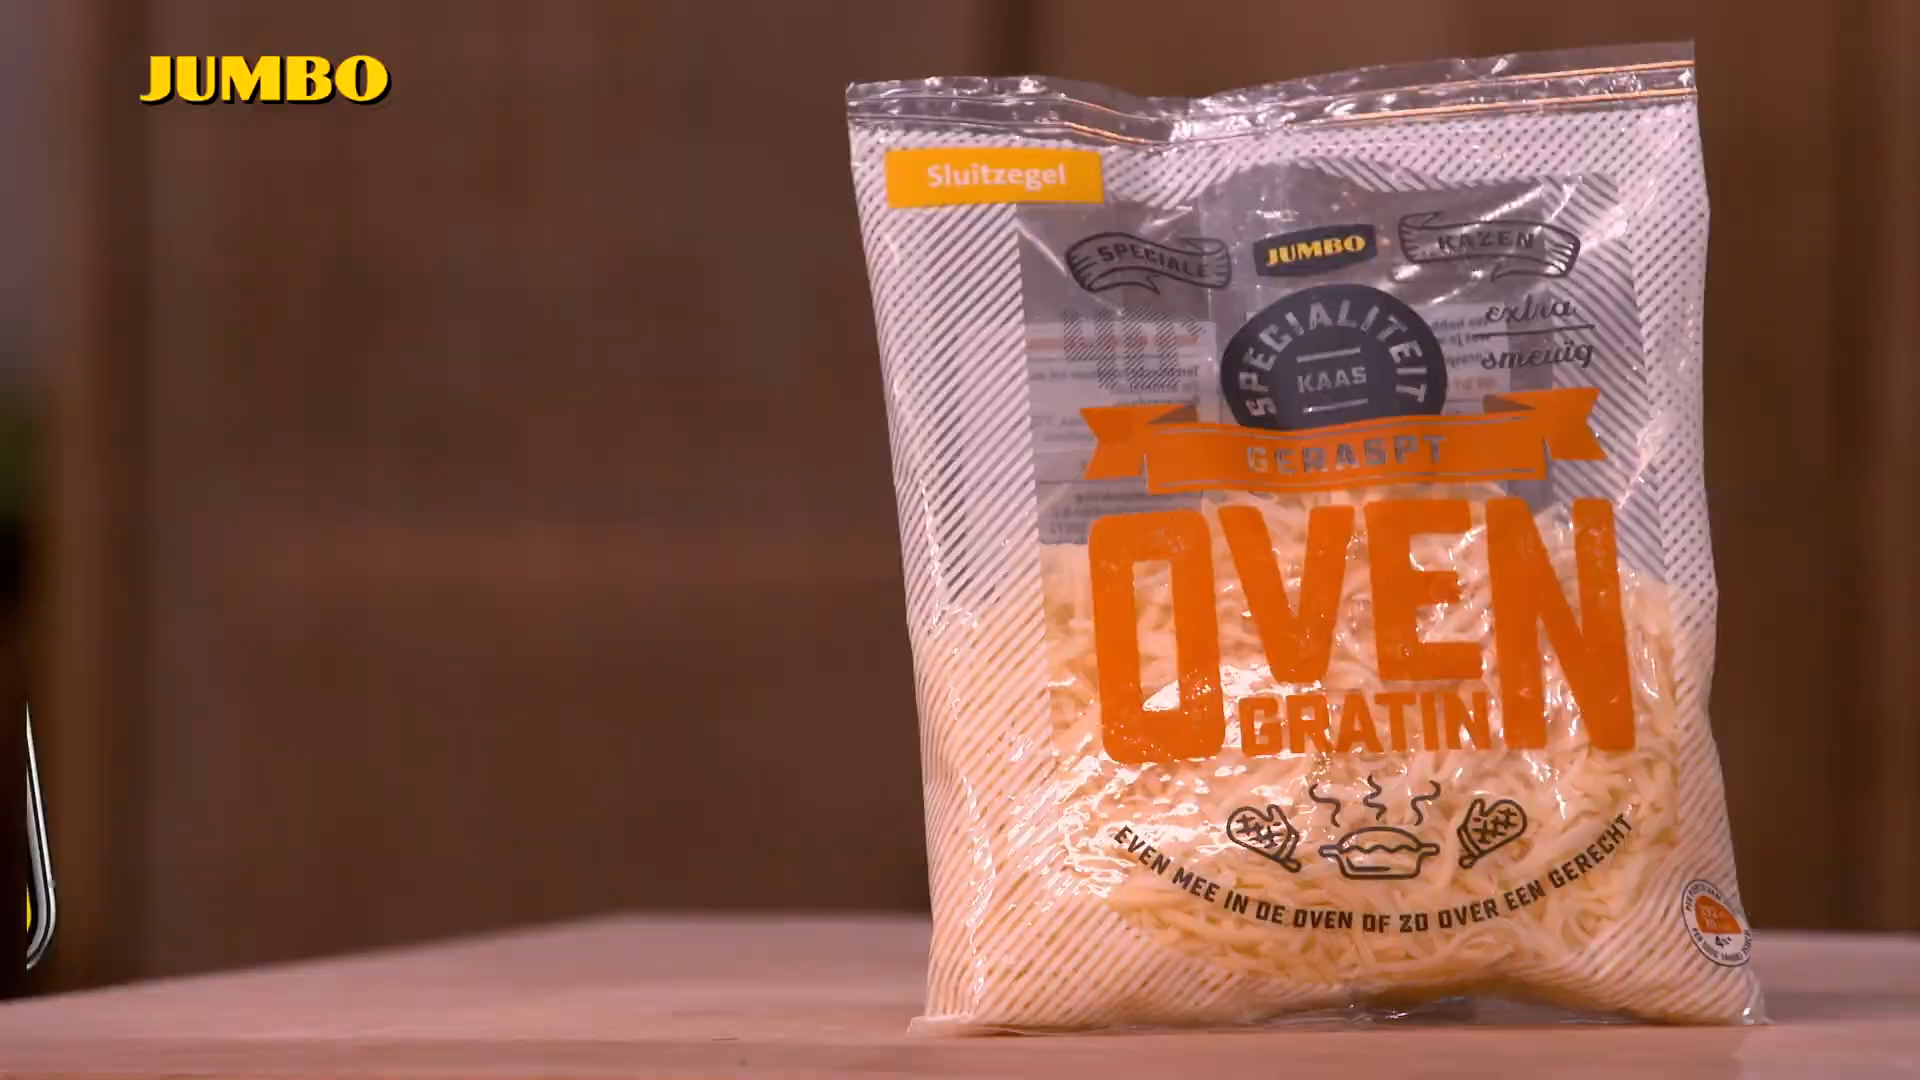 JUMBO
Sluitzegel
SPECIALE
JUMBO
KAZEN
SPECIALITEIT
KAAS
extra
smeuïg
GERASPT
OVEN
GRATIN
EVEN MEE IN DE OVEN OF ZO OVER EEN GERECHT